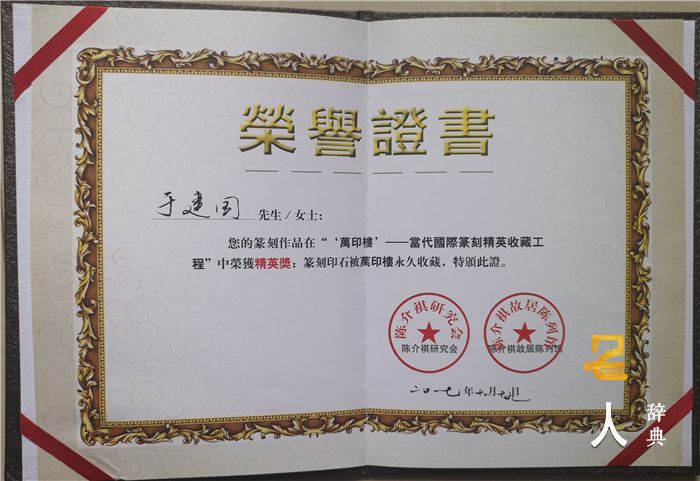 榮譽證書
于建国 先生/女士:
您的篆刻作品在“‘萬印樓’——當代國際篆刻精英收藏工
程”中榮獲精英獎;篆刻印石被萬印樓永久收藏,特頒此證。
陈介祺研究会
陈介祺研究会
陈介祺故居陈列馆
陈介祺故居陈列馆
二〇一七年 月 日
人 辞典